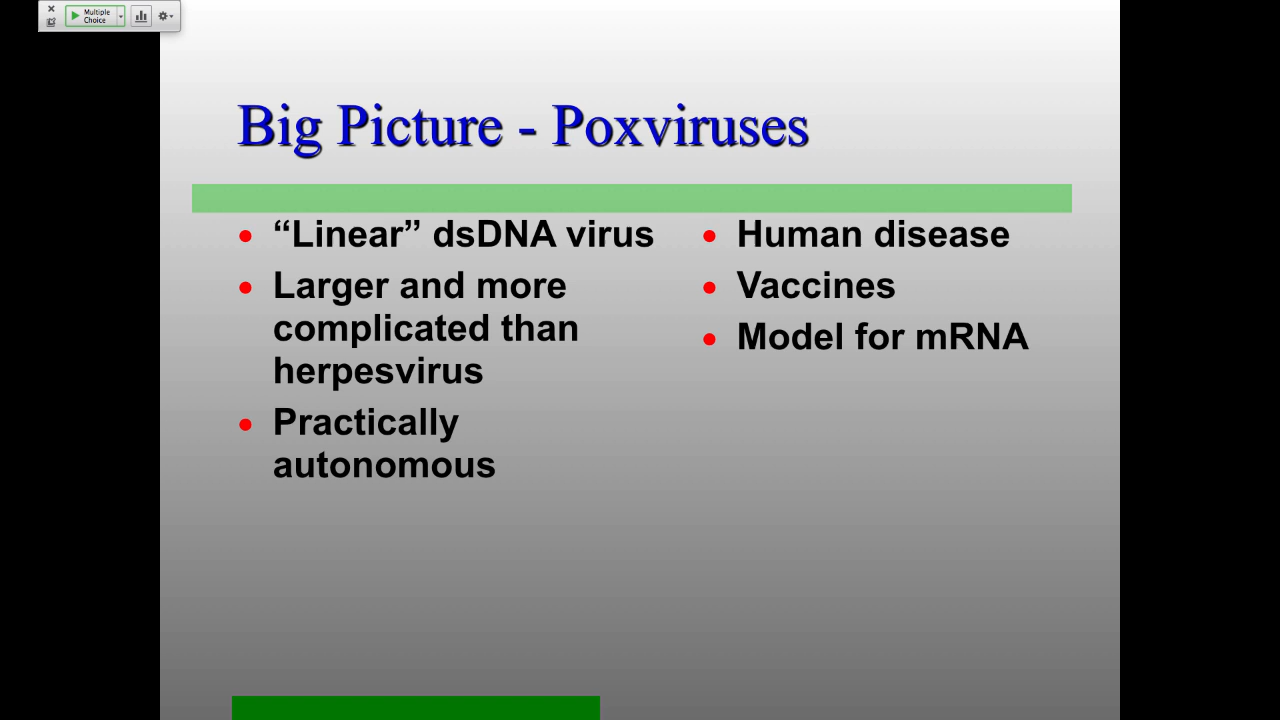 Multiple
Choice
Big Picture - Poxviruses
• “Linear” dsDNA virus
• Larger and more
complicated than
herpesvirus
• Practically
autonomous
• Human disease
• Vaccines
• Model for mRNA